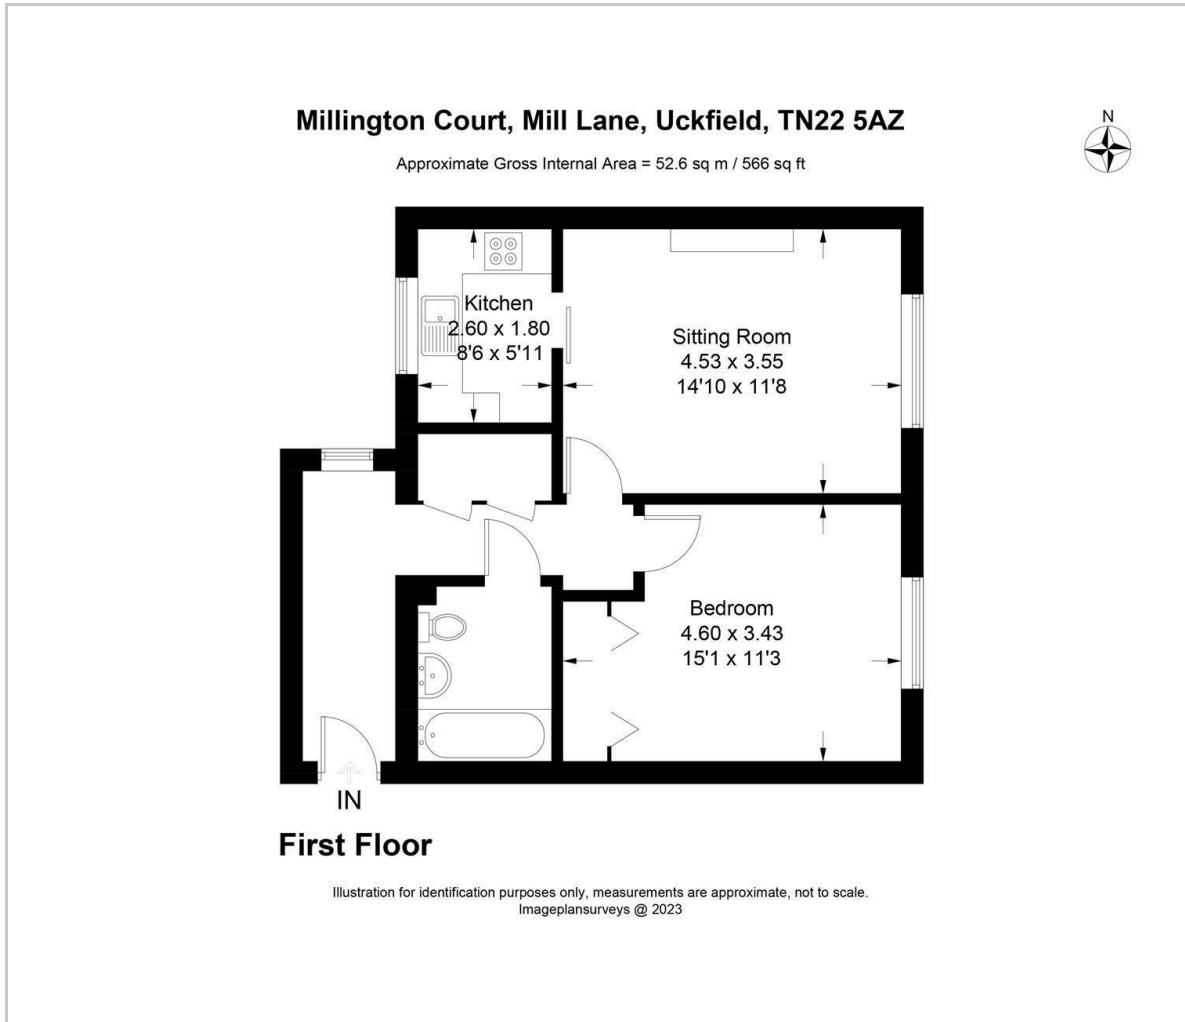 Millington Court, Mill Lane, Uckfield, TN22 5AZ
Approximate Gross Internal Area = 52.6 sq m / 566 sq ft
N
Kitchen
2.60 x 1.80
8'6 x 5'11
Sitting Room
4.53 x 3.55
14'10 x 11'8
Bedroom
4.60 x 3.43
15'1 x 11'3
IN
First Floor
Illustration for identification purposes only, measurements are approximate, not to scale.
Imageplansurveys @ 2023